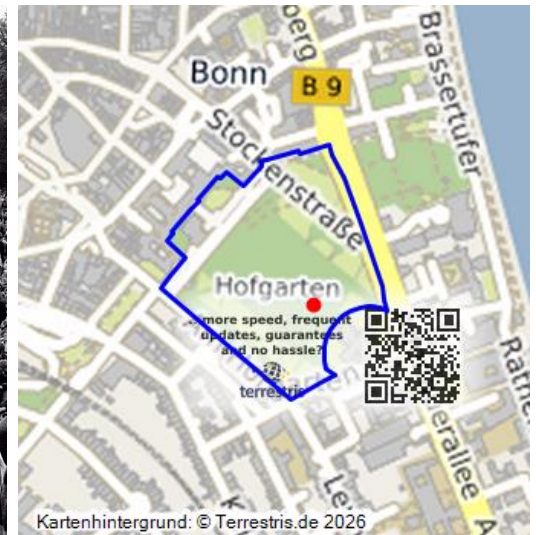 Bonn
B 9
Brassertufer
Stockenstraße
Hofgarten
more speed, frequent
updates, guarantees
and no hassle?
terrestris
Kartenhintergrund: © Terrestris.de 2026